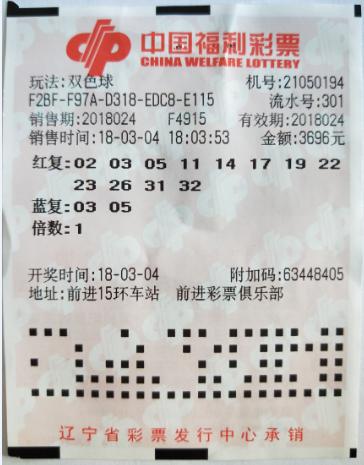 中国福利彩票
CHINA WELFARE LOTTERY
玩法:双色球 机号:21050194
F2BF-F97A-D318-EDC8-E115 流水号:301
销售期:2018024 F4915 有效期:2018024
销售时间:18-03-04 18:03:53 金额:3696元
红复:02 03 05 11 14 17 19 22
23 26 31 32
蓝复:03 05
倍数:1
开奖时间:18-03-04 附加码:63448405
地址:前进15环车站 前进彩票俱乐部
辽宁省彩票发行中心承销